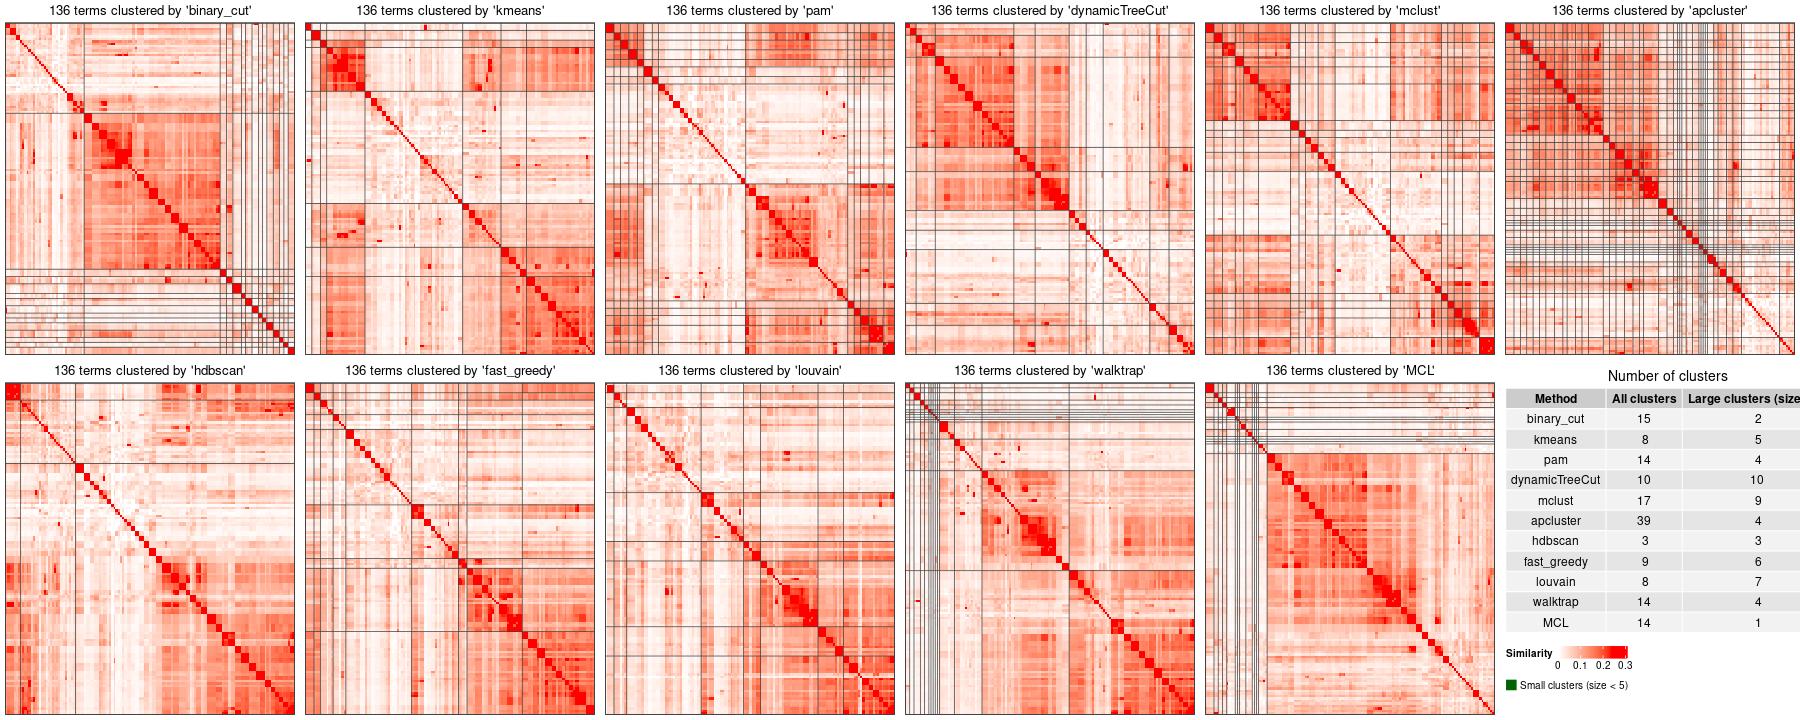 136 terms clustered by 'binary_cut'
136 terms clustered by 'kmeans'
136 terms clustered by 'pam'
136 terms clustered by 'dynamicTreeCut'
136 terms clustered by 'mclust'
136 terms clustered by 'apcluster'
136 terms clustered by 'hdbscan'
136 terms clustered by 'fast_greedy'
136 terms clustered by 'louvain'
136 terms clustered by 'walktrap'
136 terms clustered by 'MCL'
Number of clusters
Method All clusters Large clusters (size
binary_cut 15 2
kmeans 8 5
pam 14 4
dynamicTreeCut 10 10
mclust 17 9
apcluster 39 4
hdbscan 3 3
fast_greedy 9 6
louvain 8 7
walktrap 14 4
MCL 14 1
Similarity
0 0.1 0.2 0.3
Small clusters (size < 5)